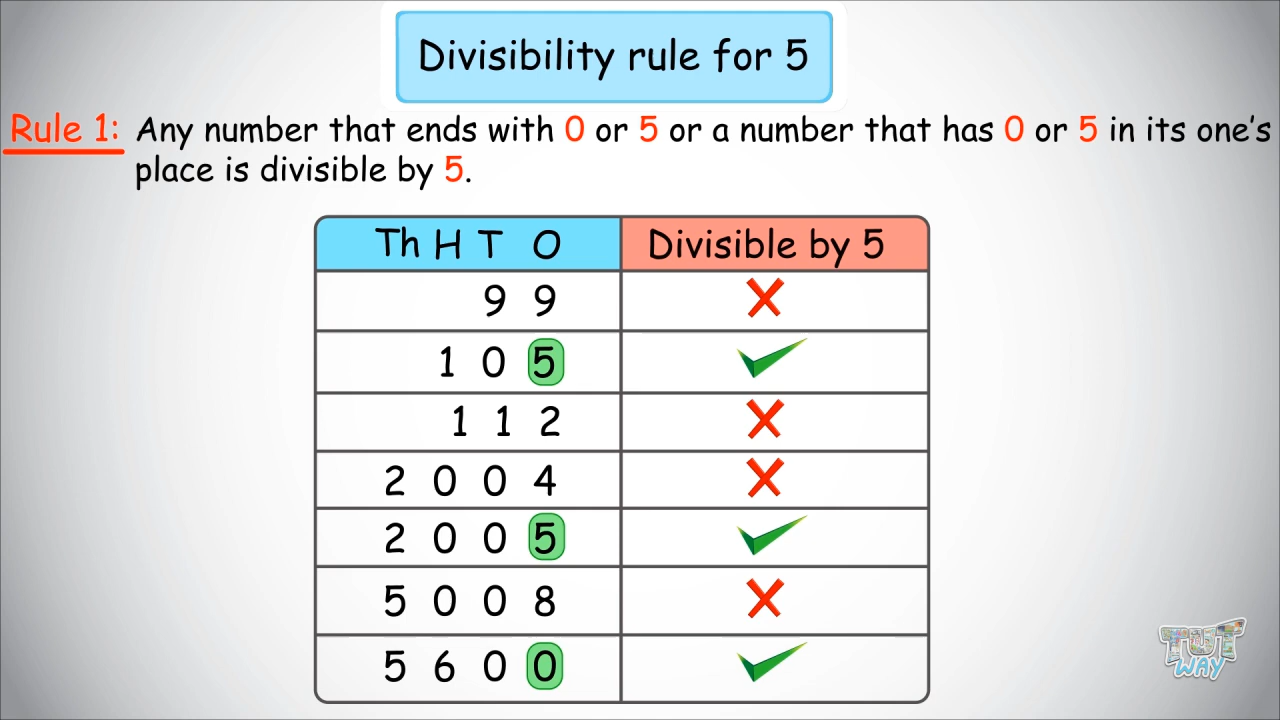 Divisibility rule for 5
Rule 1: Any number that ends with 0 or 5 or a number that has 0 or 5 in its one's
place is divisible by 5.
Th H T O Divisible by 5
9 9
1 0 5
1 1 2
2 0 0 4
2 0 0 5
5 0 0 8
5 6 0 0
TUT
WAY